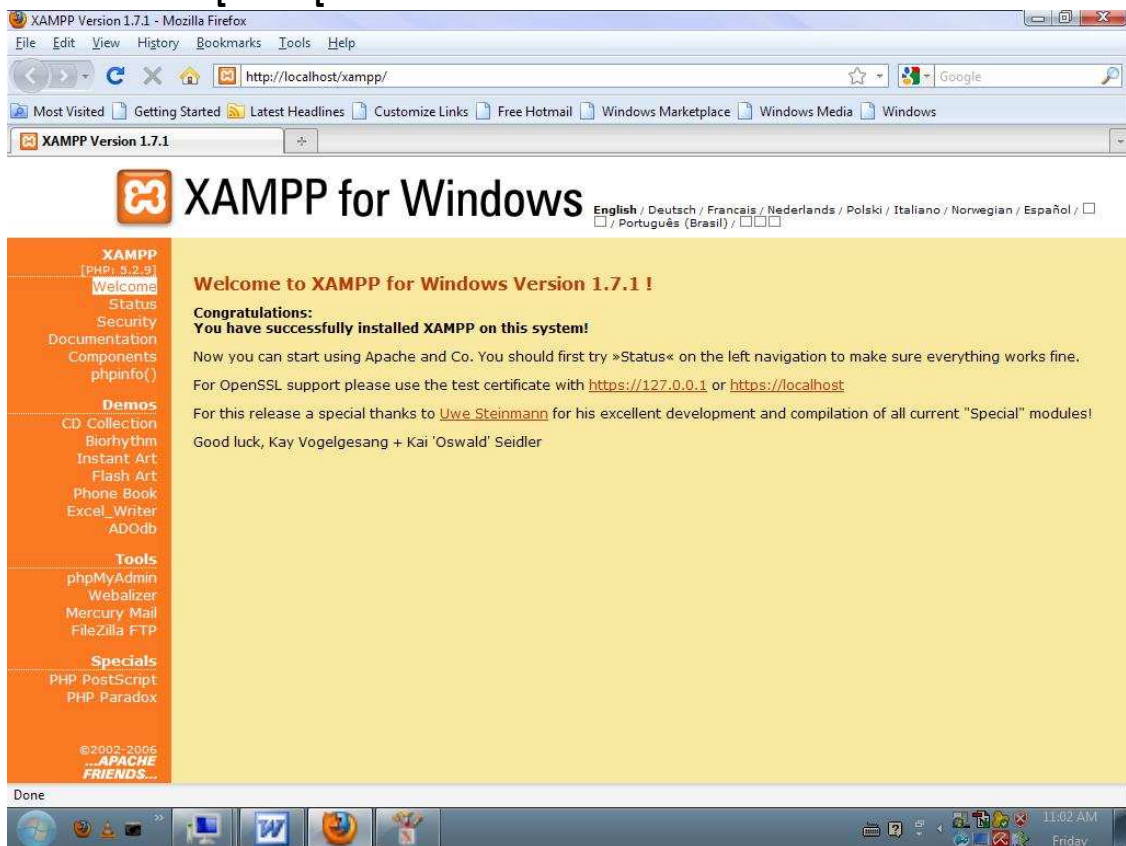 XAMPP Version 1.7.1 - Mozilla Firefox
File Edit View History Bookmarks Tools Help
http://localhost/xampp/
Google
Most Visited Getting Started Latest Headlines Customize Links Free Hotmail Windows Marketplace Windows Media Windows
XAMPP Version 1.7.1
XAMPP for Windows
English / Deutsch / Francais / Nederlands / Polski / Italiano / Norwegian / Español / □
□ / Português (Brasil) / □□□
XAMPP
[PHP: 5.2.9]
Welcome
Status
Security
Documentation
Components
phpinfo()
Demos
CD Collection
Biorhythm
Instant Art
Flash Art
Phone Book
Excel_Writer
ADOdb
Tools
phpMyAdmin
Webalizer
Mercury Mail
FileZilla FTP
Specials
PHP PostScript
PHP Paradox
©2002-2006
...APACHE
FRIENDS...
Welcome to XAMPP for Windows Version 1.7.1 !
Congratulations:
You have successfully installed XAMPP on this system!
Now you can start using Apache and Co. You should first try »Status« on the left navigation to make sure everything works fine.
For OpenSSL support please use the test certificate with https://127.0.0.1 or https://localhost
For this release a special thanks to Uwe Steinmann for his excellent development and compilation of all current "Special" modules!
Good luck, Kay Vogelgesang + Kai 'Oswald' Seidler
Done
11:02 AM
Friday